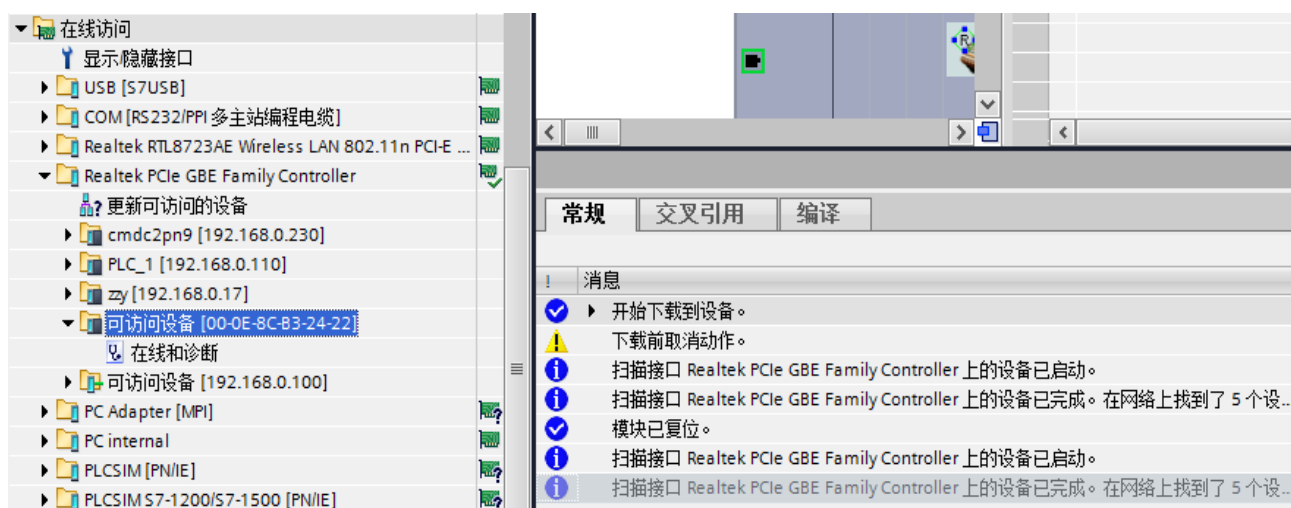 在线访问
显示/隐藏接口
USB [S7USB]
COM [RS232/PPI 多主站编程电缆]
Realtek RTL8723AE Wireless LAN 802.11n PCI-E ...
Realtek PCIe GBE Family Controller
更新可访问的设备
cmdc2pn9 [192.168.0.230]
PLC_1 [192.168.0.110]
zzy [192.168.0.17]
可访问设备 [00-0E-8C-B3-24-22]
在线和诊断
可访问设备 [192.168.0.100]
PC Adapter [MPI]
PC internal
PLCSIM [PN/IE]
PLCSIM S7-1200/S7-1500 [PN/IE]
常规 交叉引用 编译
! 消息
开始下载到设备。
下载前取消动作。
扫描接口 Realtek PCIe GBE Family Controller 上的设备已启动。
扫描接口 Realtek PCIe GBE Family Controller 上的设备已完成。在网络上找到了 5 个设...
模块已复位。
扫描接口 Realtek PCIe GBE Family Controller 上的设备已启动。
扫描接口 Realtek PCIe GBE Family Controller 上的设备已完成。在网络上找到了 5 个设...